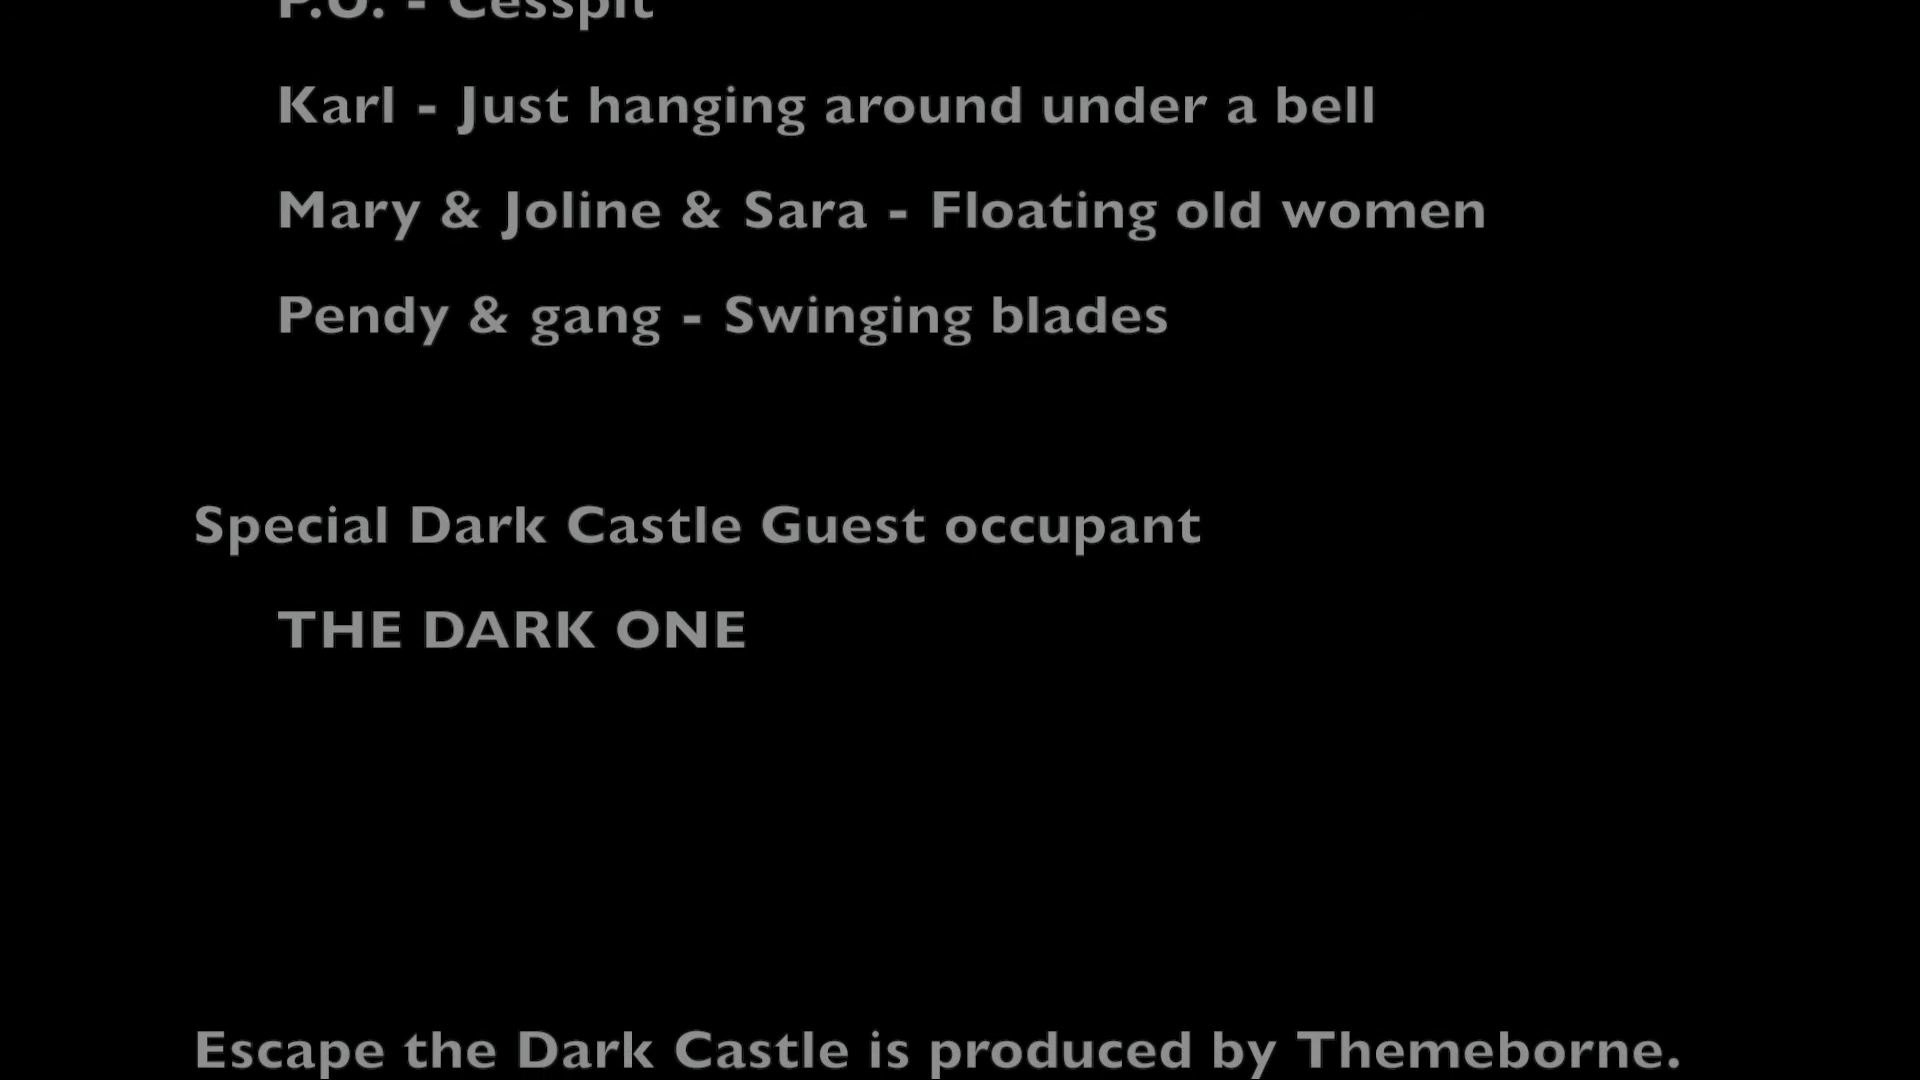 P.U. - Cesspit
Karl - Just hanging around under a bell
Mary & Joline & Sara - Floating old women
Pendy & gang - Swinging blades
Special Dark Castle Guest occupant
THE DARK ONE
Escape the Dark Castle is produced by Themeborne.